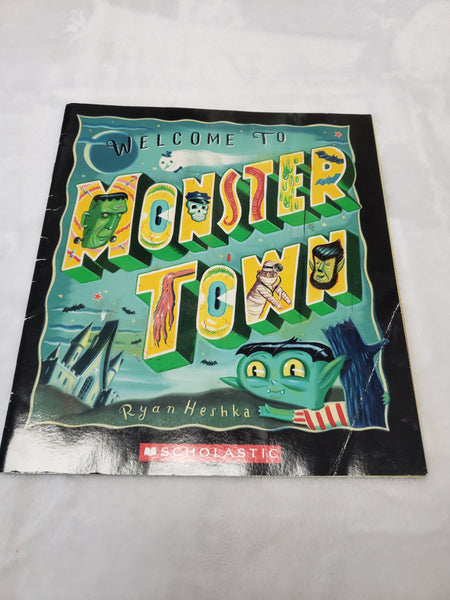 WELCOME TO
MONSTER
TOWN
Ryan Heshka
SCHOLASTIC